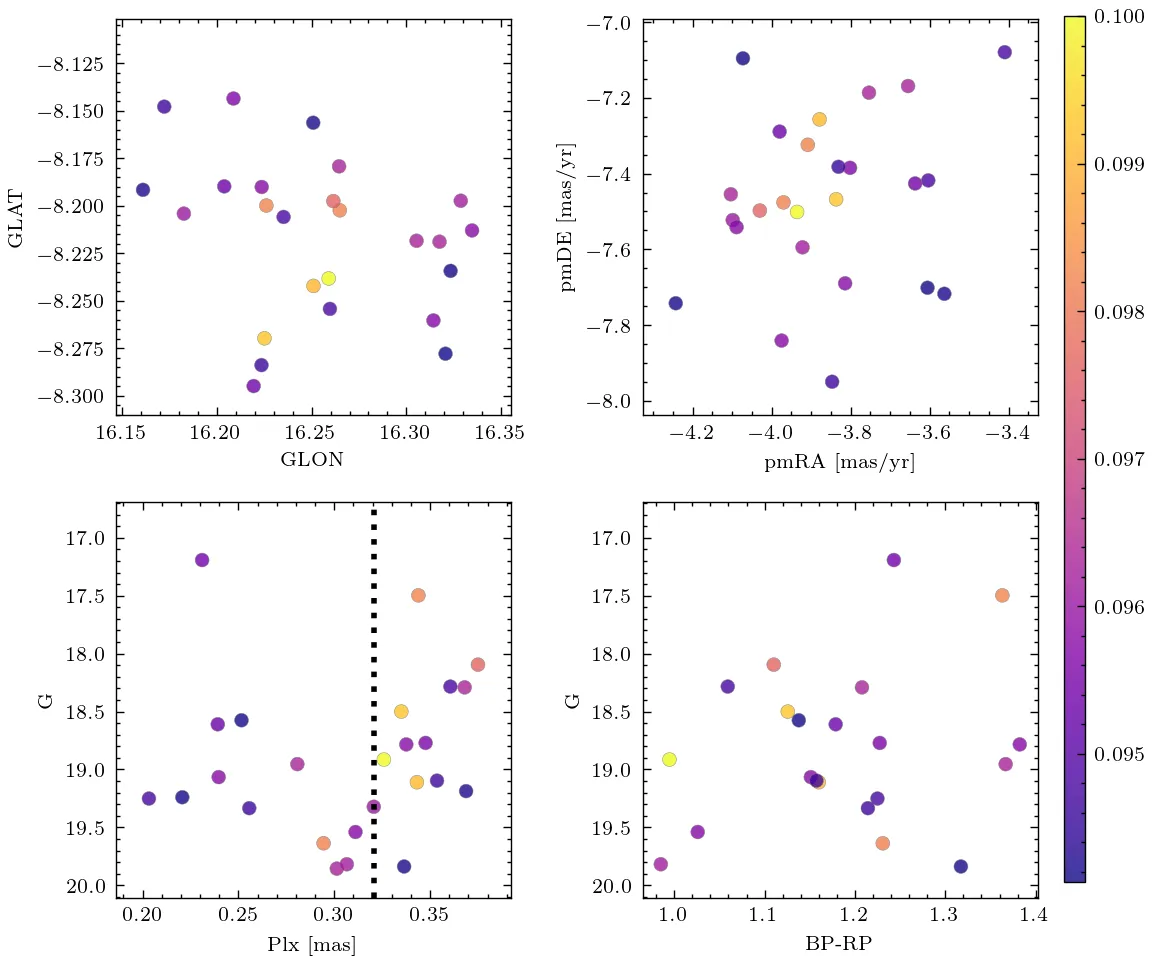 −8.125
−8.150
−8.175
−8.200
−8.225
−8.250
−8.275
−8.300
GLAT
16.15 16.20 16.25 16.30 16.35
GLON
−7.0
−7.2
−7.4
−7.6
−7.8
−8.0
pmDE [mas/yr]
−4.2 −4.0 −3.8 −3.6 −3.4
pmRA [mas/yr]
17.0
17.5
18.0
18.5
19.0
19.5
20.0
G
0.20 0.25 0.30 0.35
Plx [mas]
17.0
17.5
18.0
18.5
19.0
19.5
20.0
G
1.0 1.1 1.2 1.3 1.4
BP-RP
0.100
0.099
0.098
0.097
0.096
0.095